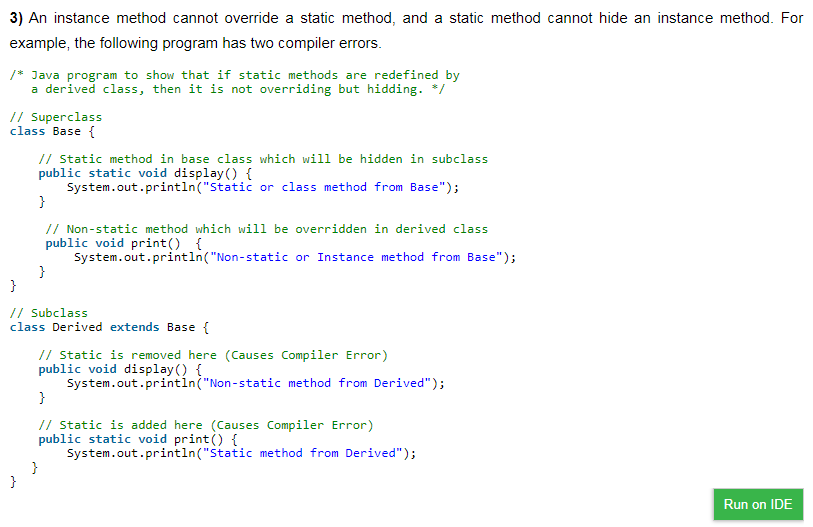 3) An instance method cannot override a static method, and a static method cannot hide an instance method. For
example, the following program has two compiler errors.
/* Java program to show that if static methods are redefined by
   a derived class, then it is not overriding but hidding. */
// Superclass
class Base {
    // Static method in base class which will be hidden in subclass
    public static void display() {
        System.out.println("Static or class method from Base");
    }
     // Non-static method which will be overridden in derived class
     public void print()  {
         System.out.println("Non-static or Instance method from Base");
    }
}
// Subclass
class Derived extends Base {
    // Static is removed here (Causes Compiler Error)
    public void display() {
        System.out.println("Non-static method from Derived");
    }
    // Static is added here (Causes Compiler Error)
    public static void print() {
        System.out.println("Static method from Derived");
   }
}
Run on IDE